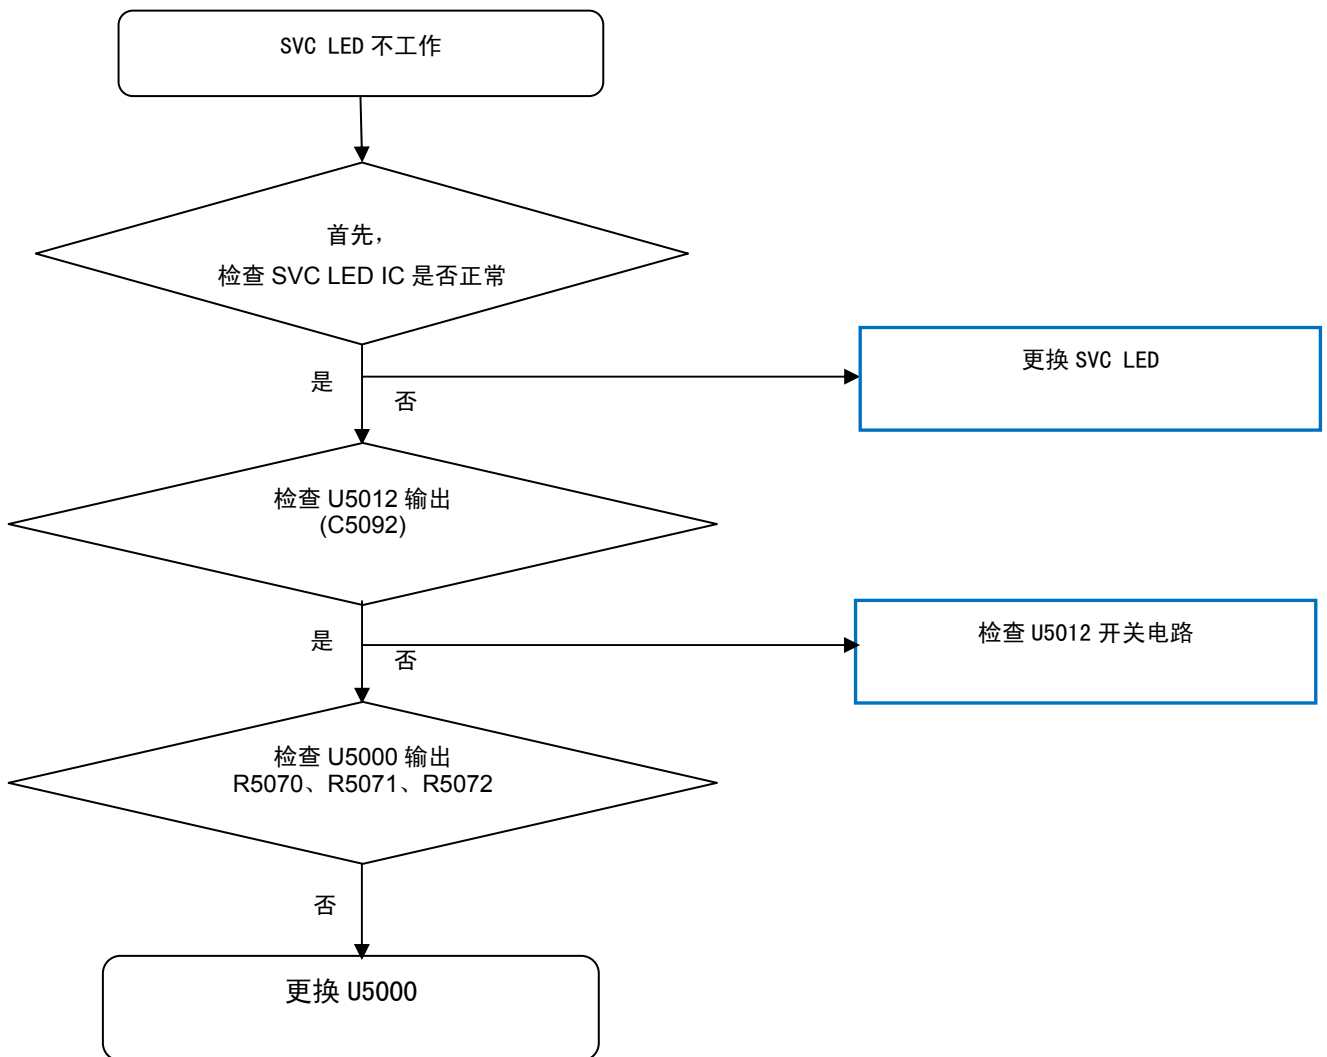 SVC LED 不工作
首先，
检查 SVC LED IC 是否正常
更换 SVC LED
是
否
检查 U5012 输出
(C5092)
检查 U5012 开关电路
是
否
检查 U5000 输出
R5070、R5071、R5072
否
更换 U5000